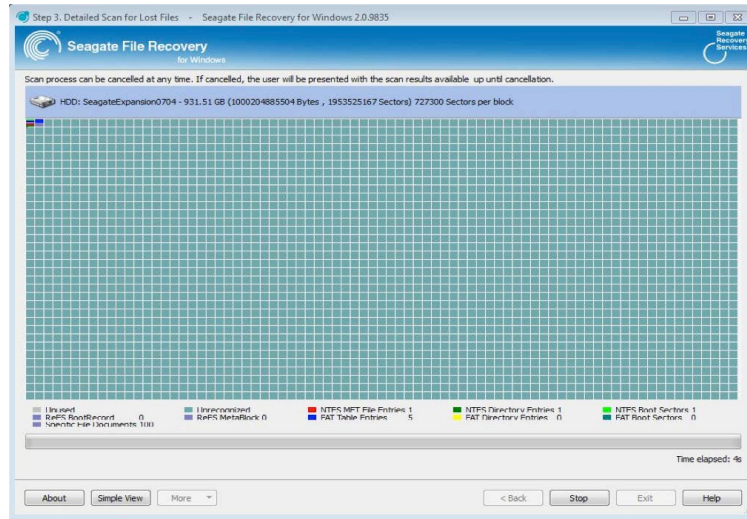 Step 3. Detailed Scan for Lost Files - Seagate File Recovery for Windows 2.0.9835
Seagate File Recovery
for Windows
Seagate
Recovery
Services
Scan process can be cancelled at any time. If cancelled, the user will be presented with the scan results available up until cancellation.
HDD: SeagateExpansion0704 - 931.51 GB (1000204885504 Bytes , 1953525167 Sectors) 727300 Sectors per block
Unused
Unrecognized
NTFS MFT File Entries 1
NTFS Directory Entries 1
NTFS Boot Sectors 1
ReFS BootRecord 0
ReFS MetaBlock 0
FAT Table Entries 5
FAT Directory Entries 0
FAT Boot Sectors 0
Specific File Documents 100
Time elapsed: 4s
About
Simple View
More
< Back
Stop
Exit
Help